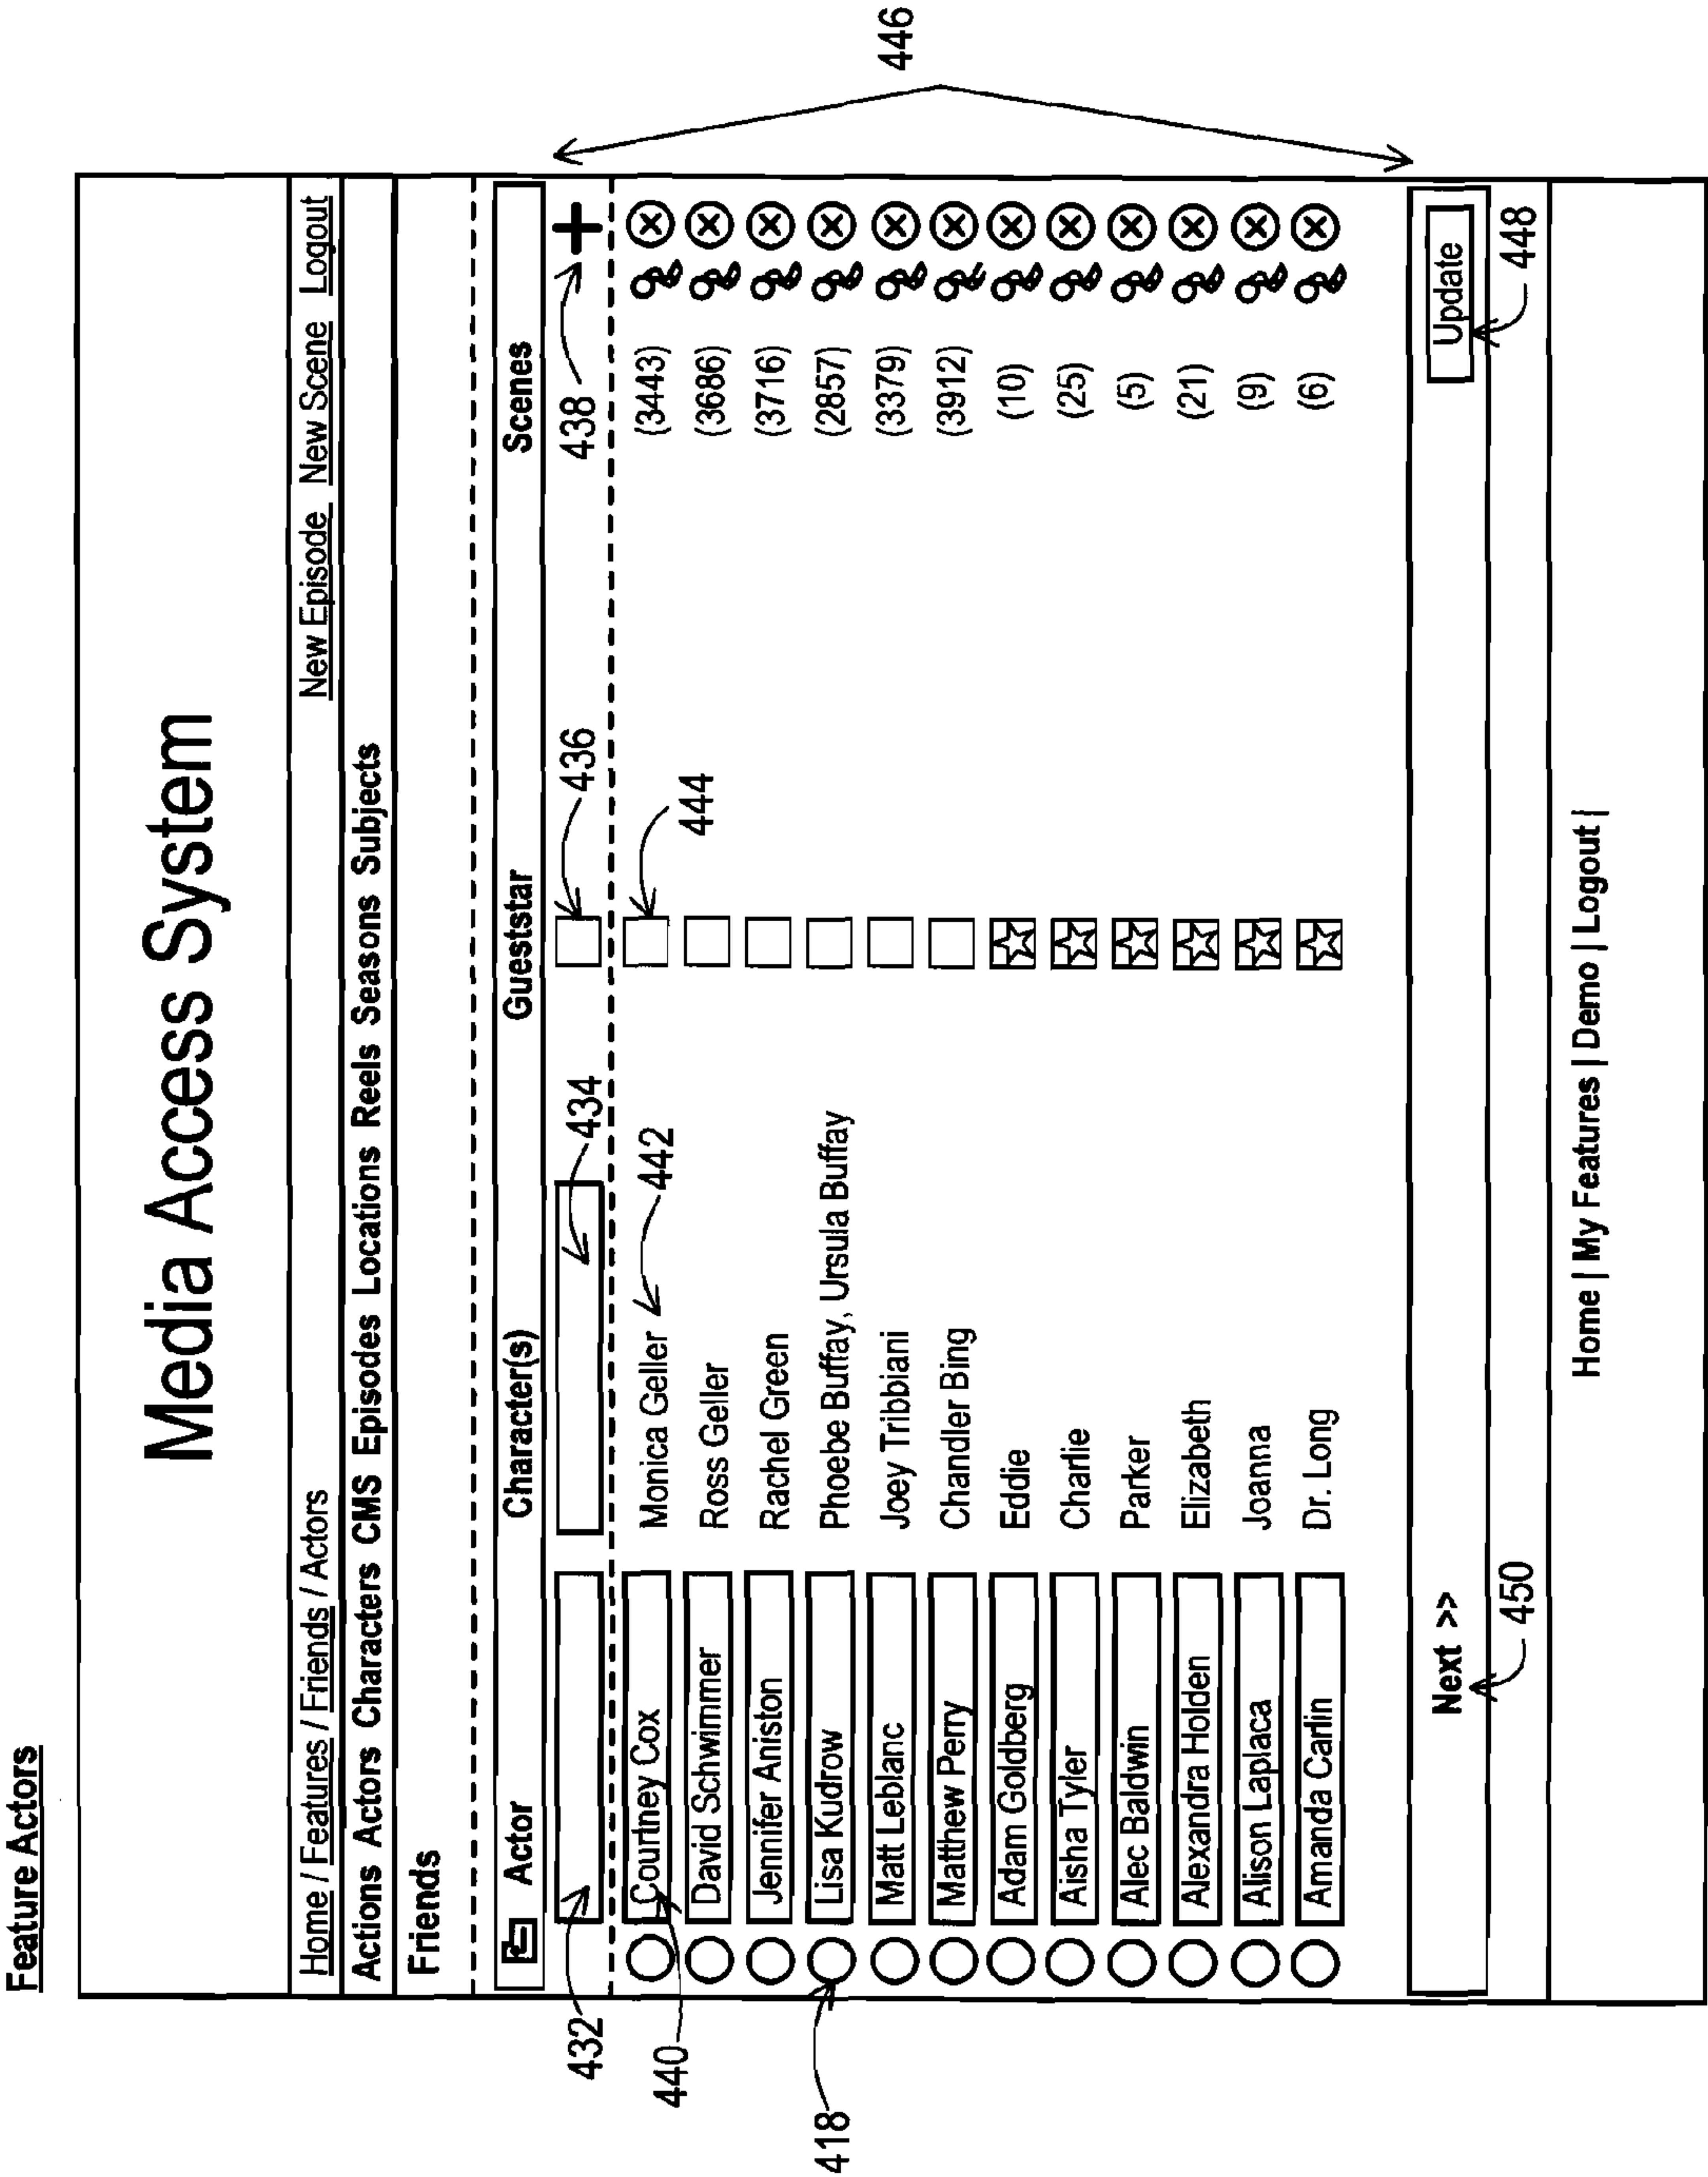 Feature Actors
Media Access System
Home / Features / Friends / Actors New Episode New Scene Logout
Actions Actors Characters CMS Episodes Locations Reels Seasons Subjects
Friends
Actor Character(s) Gueststar Scenes
432 434 436 438
440 Courtney Cox Monica Geller 442 444 (3443)
David Schwimmer Ross Geller (3686)
Jennifer Aniston Rachel Green (3716)
418 Lisa Kudrow Phoebe Buffay, Ursula Buffay (2857)
Matt Leblanc Joey Tribbiani (3379)
Matthew Perry Chandler Bing (3912)
Adam Goldberg Eddie (10)
Aisha Tyler Charlie (25)
Alec Baldwin Parker (5)
Alexandra Holden Elizabeth (21)
Alison Laplaca Joanna (9)
Amanda Carlin Dr. Long (6)
446
Next >> Update
450 448
Home | My Features | Demo | Logout |